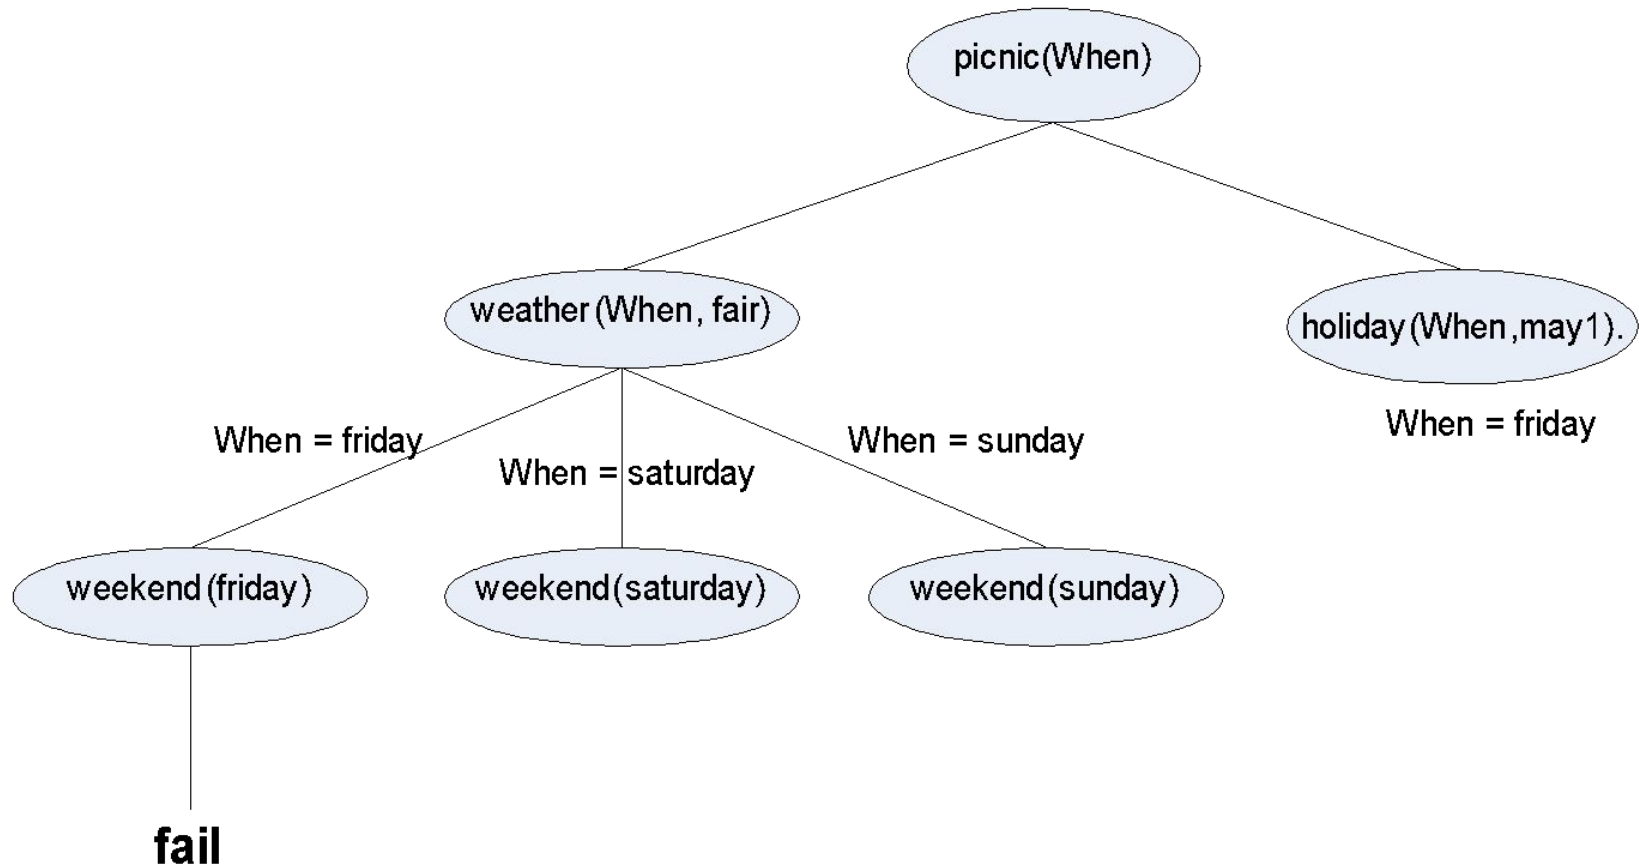 picnic(When)
weather(When, fair)
holiday(When,may1).
When = friday
When = friday
When = saturday
When = sunday
weekend(friday)
weekend(saturday)
weekend(sunday)
fail